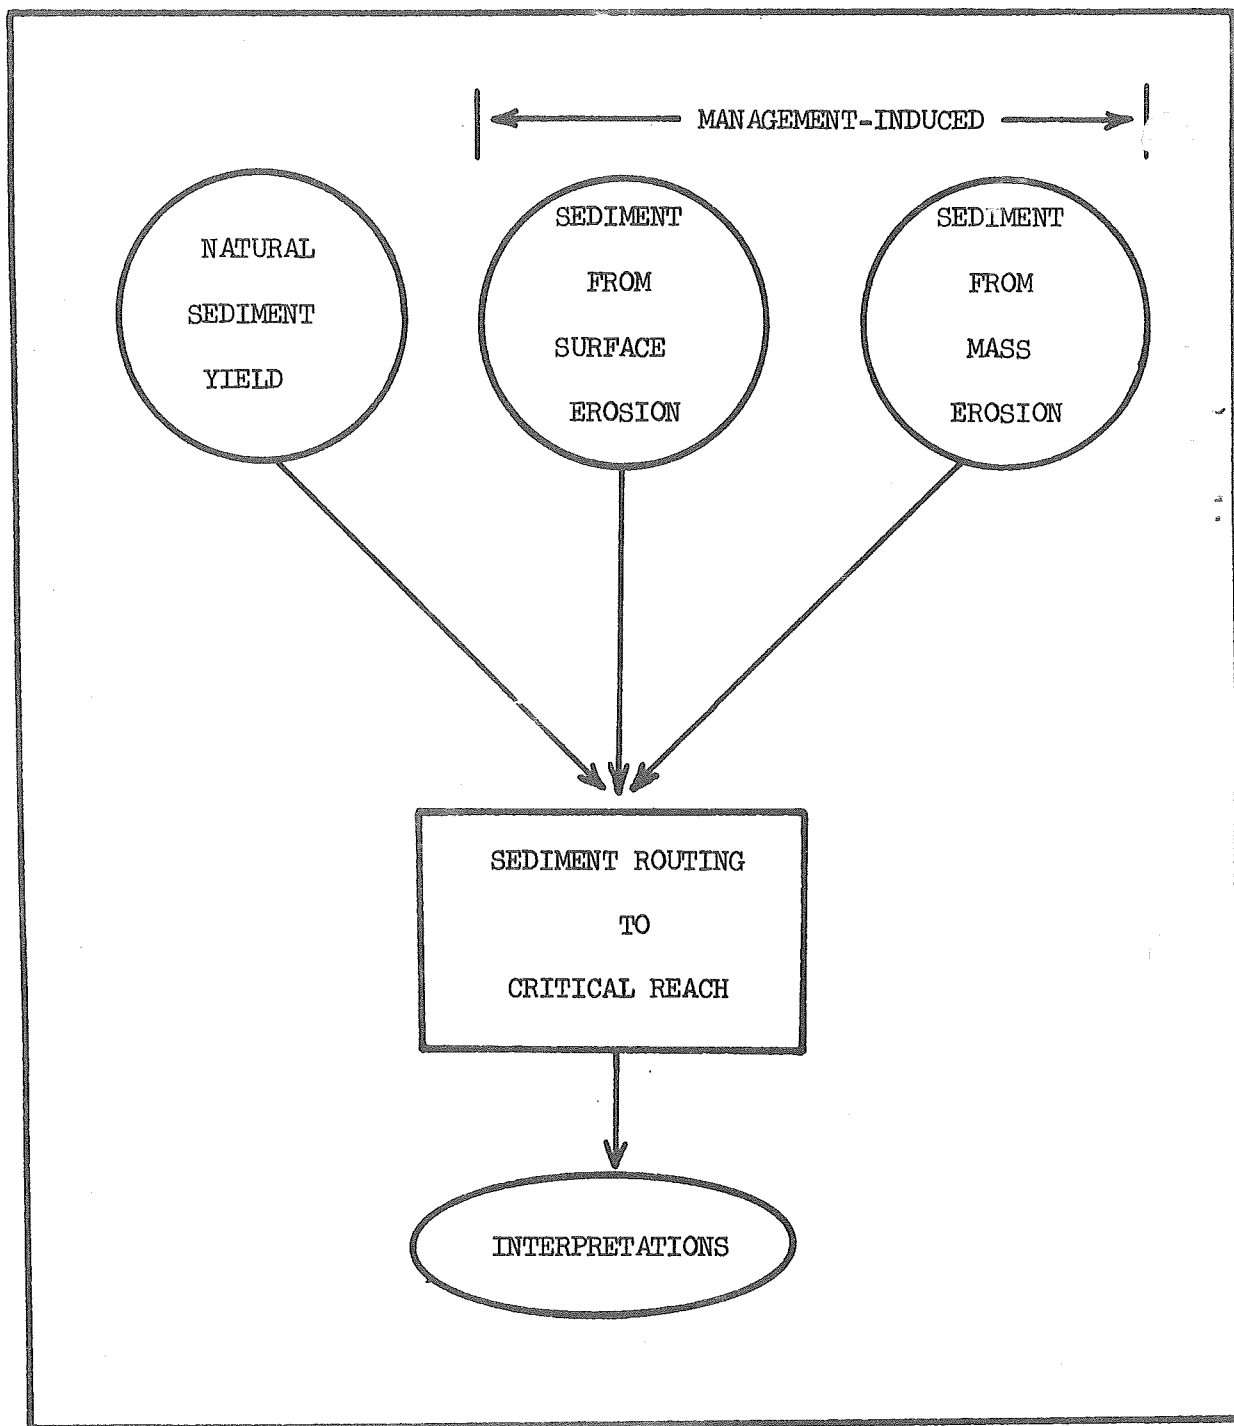 MANAGEMENT-INDUCED
NATURAL
SEDIMENT
YIELD
SEDIMENT
FROM
SURFACE
EROSION
SEDIMENT
FROM
MASS
EROSION
SEDIMENT ROUTING
TO
CRITICAL REACH
INTERPRETATIONS